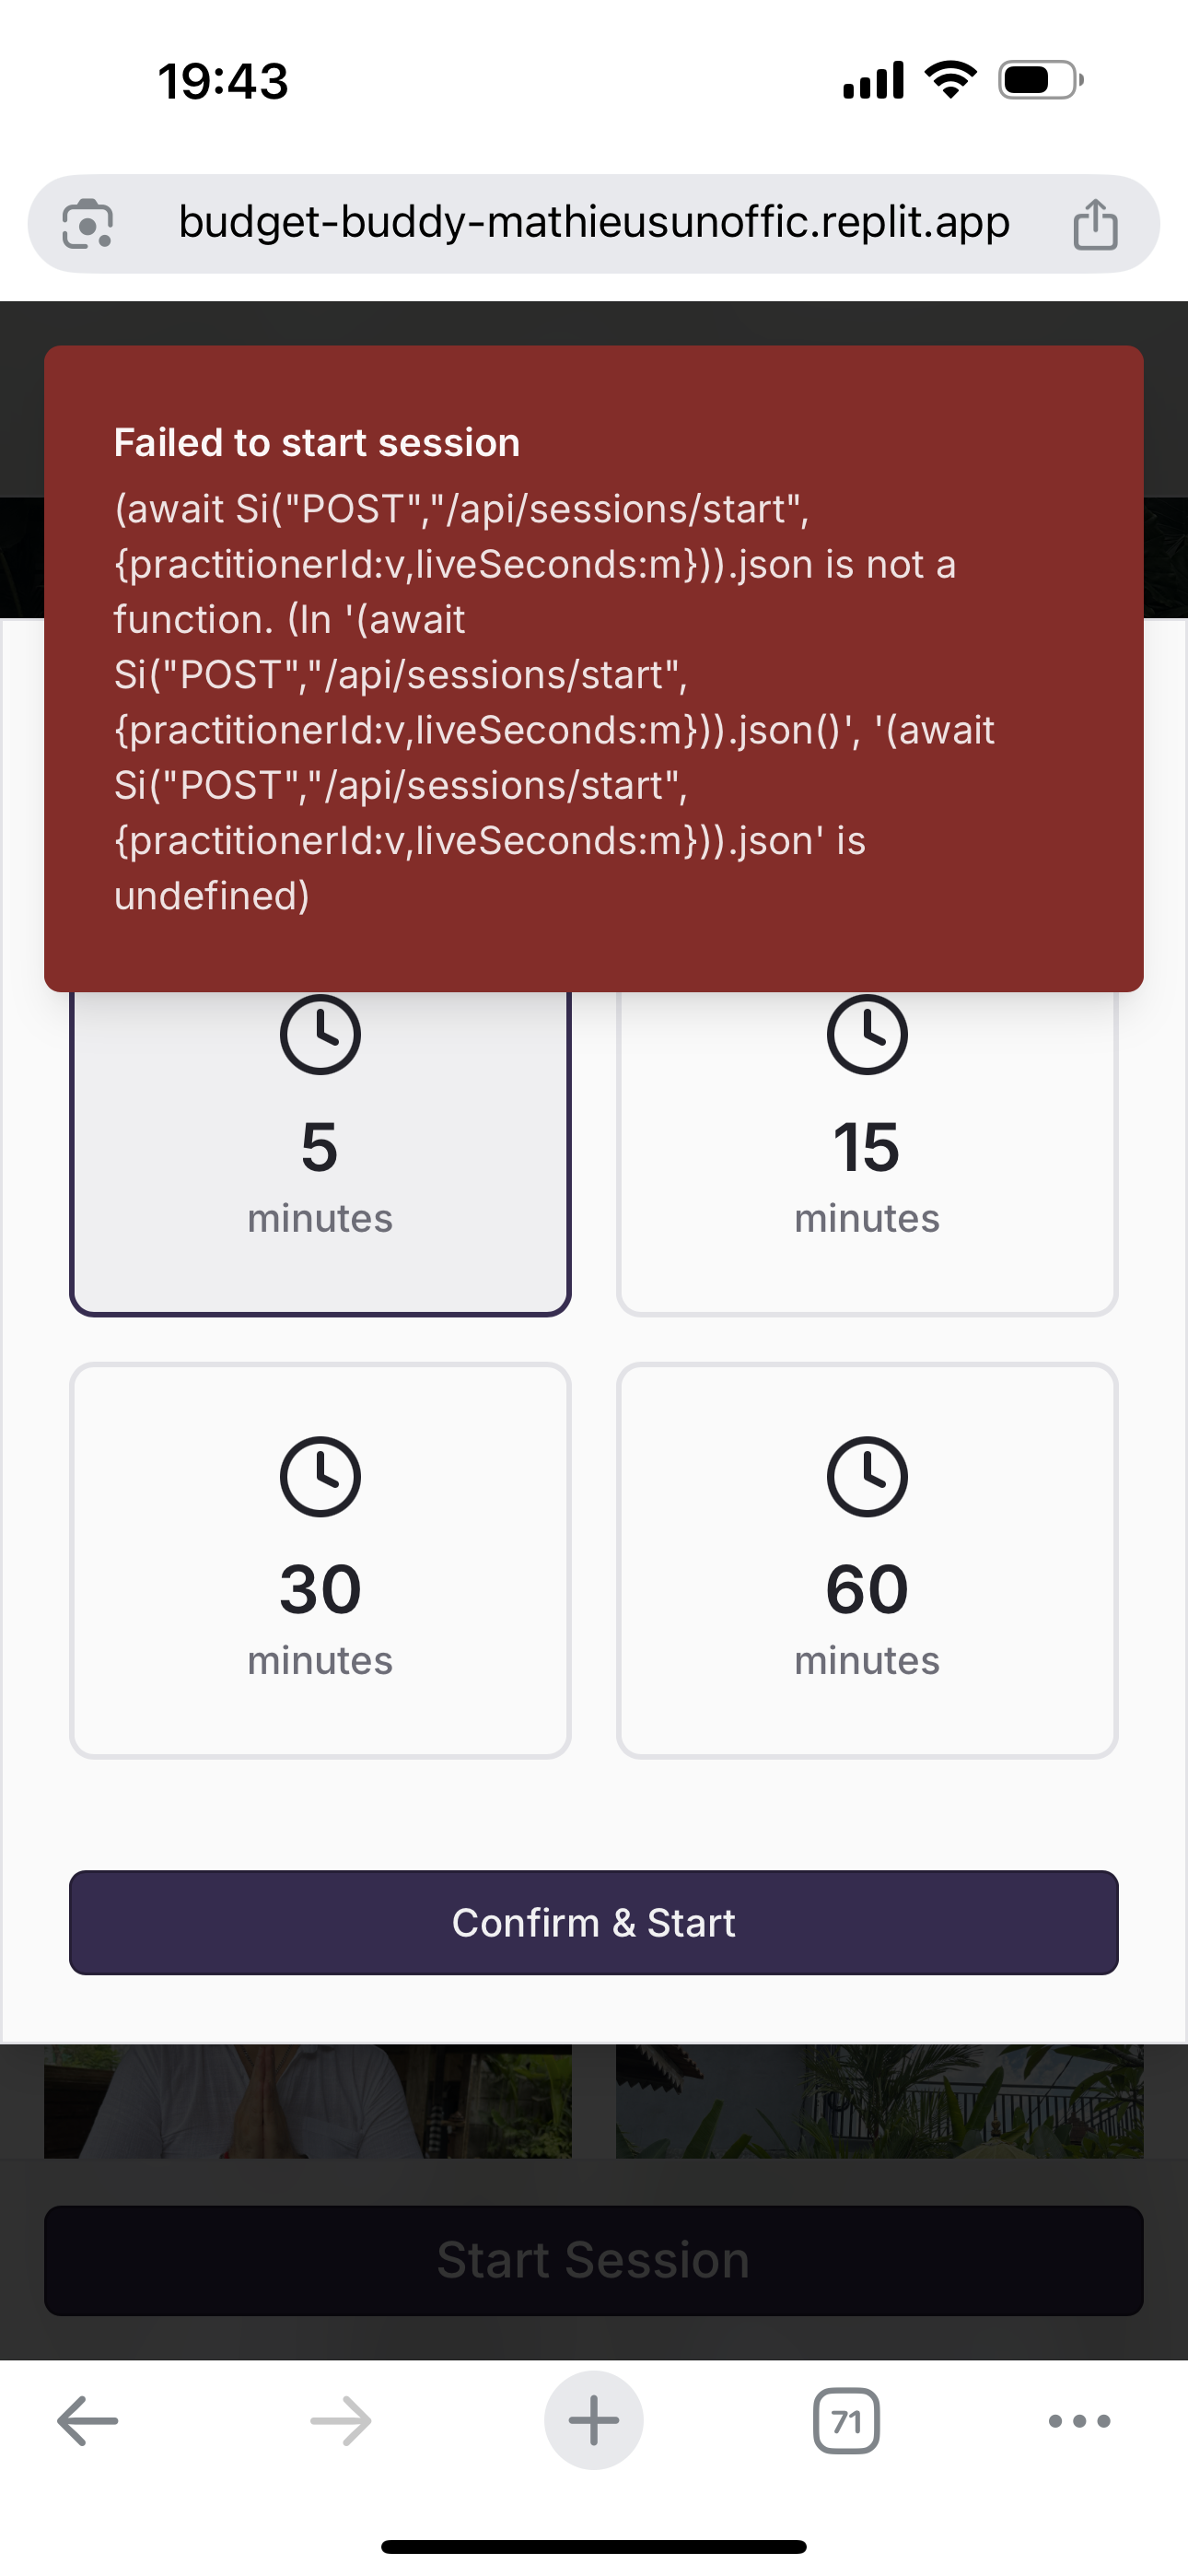 19:43
budget-buddy-mathieusunoffic.replit.app
Failed to start session
(await Si("POST","/api/sessions/start",
{practitionerId:v,liveSeconds:m})).json is not a
function. (In '(await
Si("POST","/api/sessions/start",
{practitionerId:v,liveSeconds:m})).json()', '(await
Si("POST","/api/sessions/start",
{practitionerId:v,liveSeconds:m})).json' is
undefined)
5
minutes
15
minutes
30
minutes
60
minutes
Confirm & Start
Start Session
71